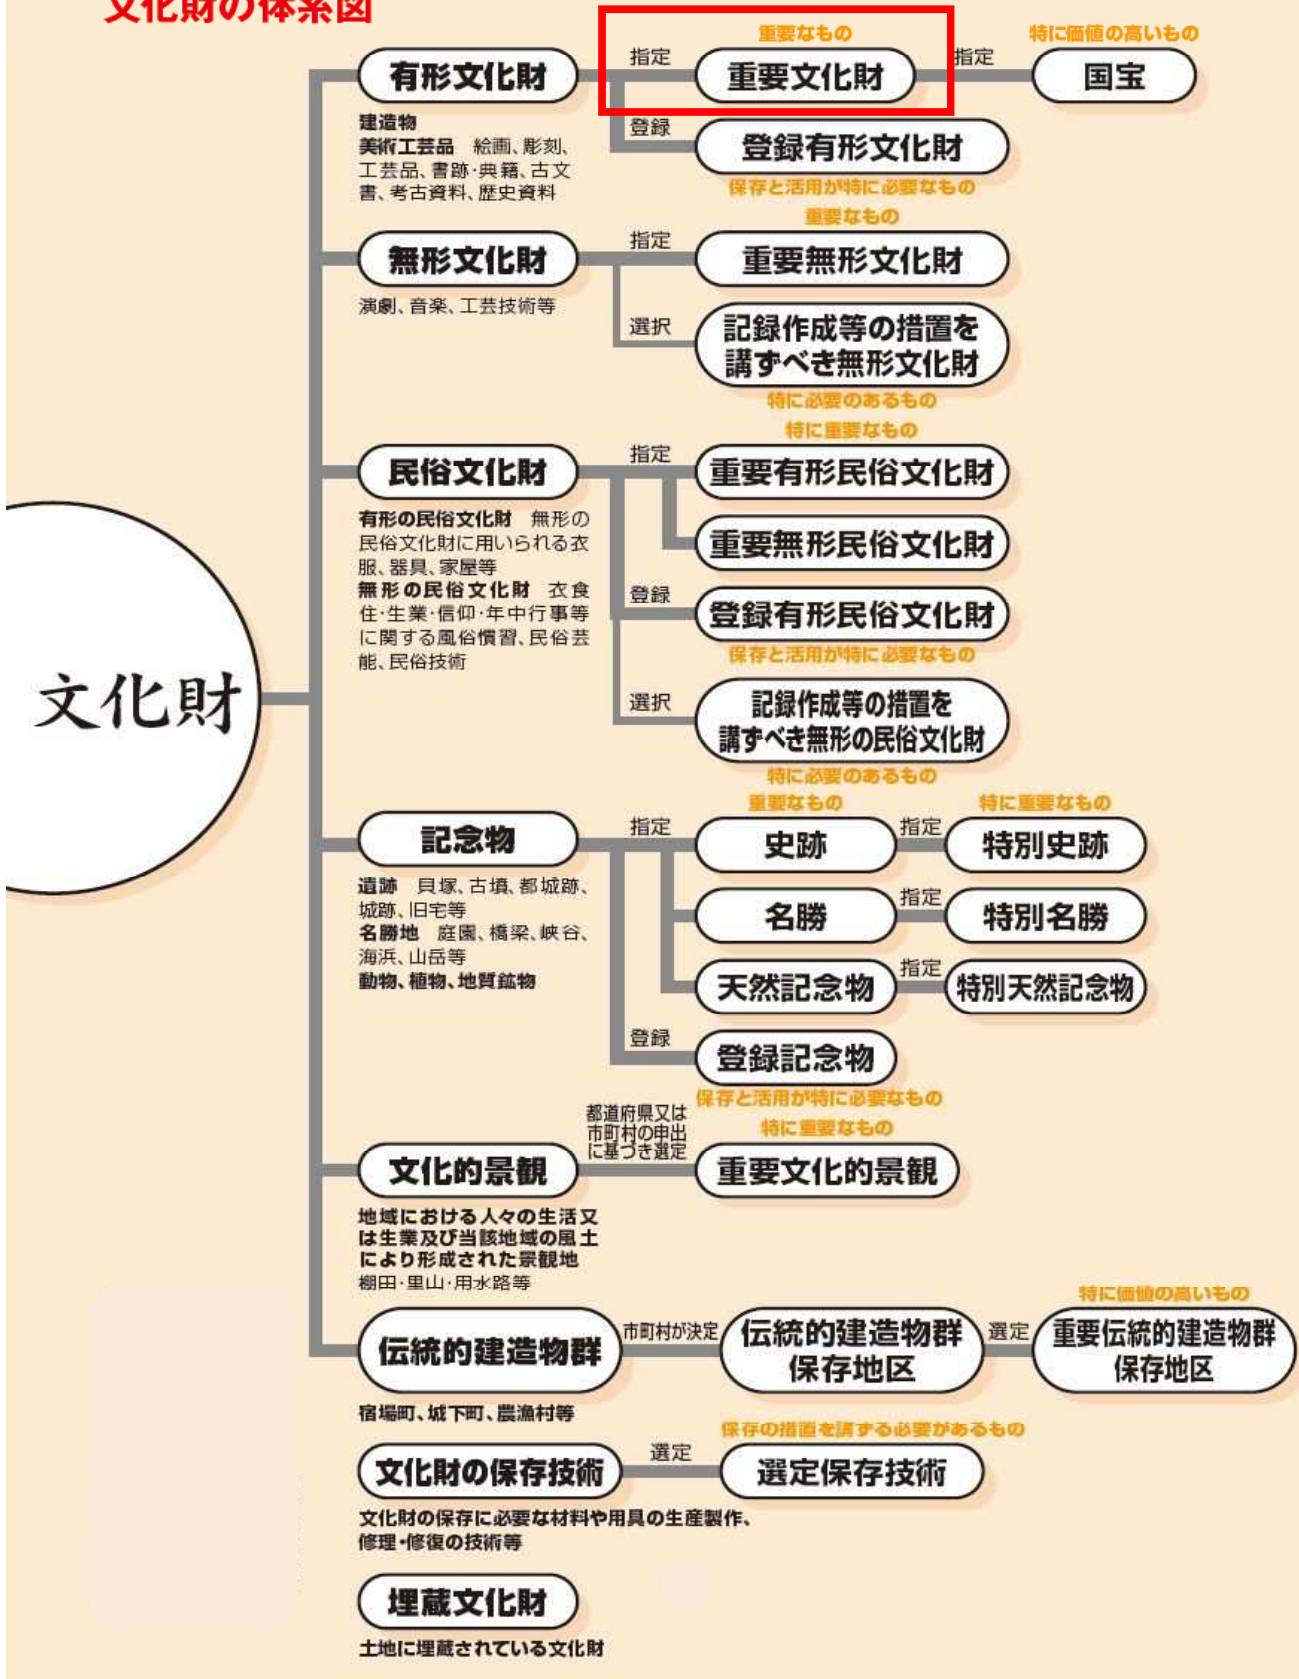 文化財の体系図
重要なもの
特に価値の高いもの
有形文化財
指定
重要文化財
指定
国宝
建造物
美術工芸品 絵画、彫刻、
工芸品、書跡・典籍、古文
書、考古資料、歴史資料
登録
登録有形文化財
保存と活用が特に必要なもの
重要なもの
無形文化財
指定
重要無形文化財
演劇、音楽、工芸技術等
選択
記録作成等の措置を
講ずべき無形文化財
特に必要のあるもの
特に重要なもの
民俗文化財
指定
重要有形民俗文化財
有形の民俗文化財 無形の
民俗文化財に用いられる衣
服、器具、家屋等
無形の民俗文化財 衣食
住・生業・信仰・年中行事等
に関する風俗慣習、民俗芸
能、民俗技術
重要無形民俗文化財
登録
登録有形民俗文化財
保存と活用が特に必要なもの
選択
記録作成等の措置を
講ずべき無形の民俗文化財
特に必要のあるもの
文化財
重要なもの
特に重要なもの
記念物
指定
史跡
指定
特別史跡
遺跡 貝塚、古墳、都城跡、
城跡、旧宅等
名勝地 庭園、橋梁、峡谷、
海浜、山岳等
動物、植物、地質鉱物
名勝
指定
特別名勝
天然記念物
指定
特別天然記念物
登録
登録記念物
保存と活用が特に必要なもの
特に重要なもの
文化的景観
都道府県又は
市町村の申出
に基づき選定
重要文化的景観
地域における人々の生活又
は生業及び当該地域の風土
により形成された景観地
棚田・里山・用水路等
特に価値の高いもの
伝統的建造物群
市町村が決定
伝統的建造物群
保存地区
選定
重要伝統的建造物群
保存地区
宿場町、城下町、農漁村等
保存の措置を講ずる必要があるもの
文化財の保存技術
選定
選定保存技術
文化財の保存に必要な材料や用具の生産製作、
修理・修復の技術等
埋蔵文化財
土地に埋蔵されている文化財